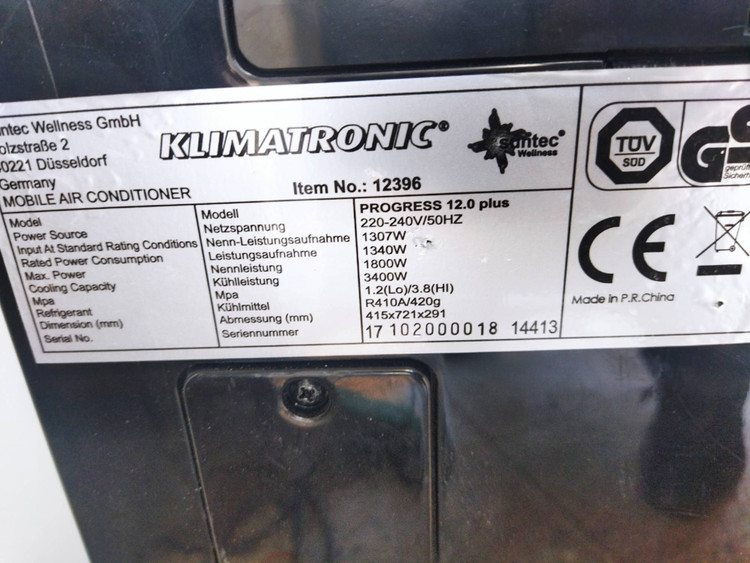 Wellness GmbH
2
Düsseldorf
Germany
MOBILE AIR CONDITIONER
KLIMATRONIC®
suntec®
Wellness
Item No.: 12396
Model Modell PROGRESS 12.0 plus
Power Source Netzspannung 220-240V/50HZ
Input At Standard Rating Conditions Nenn-Leistungsaufnahme 1307W
Rated Power Consumption Leistungsaufnahme 1340W
Max. Power Nennleistung 1800W
Cooling Capacity Kühlleistung 3400W
Mpa Mpa 1.2(Lo)/3.8(HI)
Refrigerant Kühlmittel R410A/420g
Dimension (mm) Abmessung (mm) 415x721x291
Serial No. Seriennummer 17 102000018 14413
TÜV
SÜD
GS
geprüfte
Sicherheit
CE
Made in P.R.China